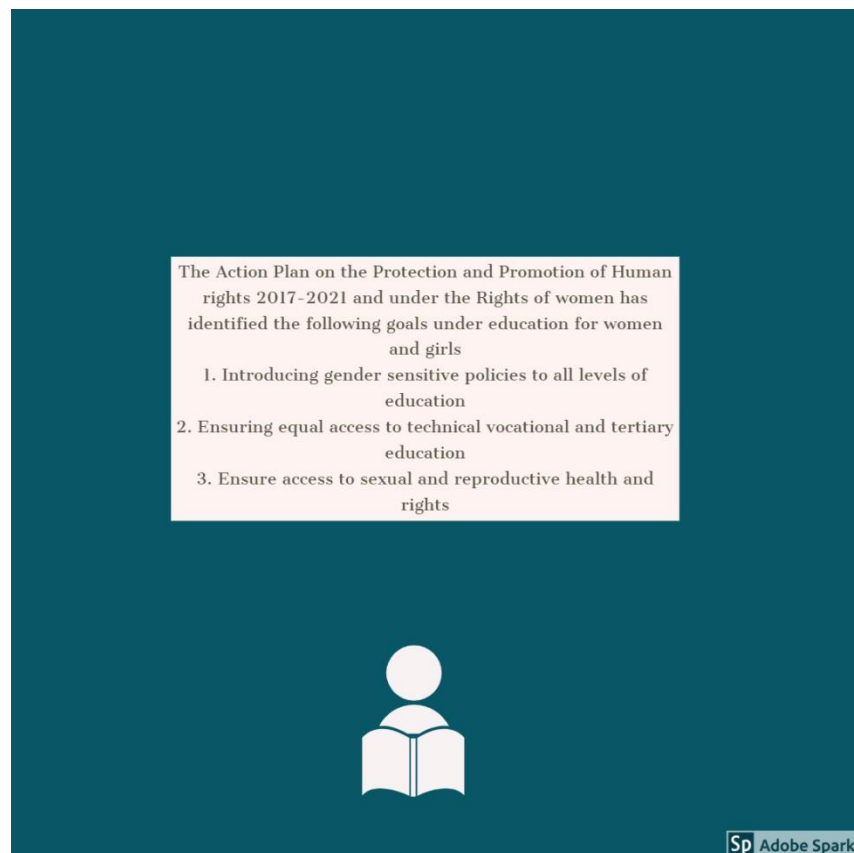 The Action Plan on the Protection and Promotion of Human
rights 2017-2021 and under the Rights of women has
identified the following goals under education for women
and girls
1. Introducing gender sensitive policies to all levels of
education
2. Ensuring equal access to technical vocational and tertiary
education
3. Ensure access to sexual and reproductive health and
rights
Sp Adobe Spark